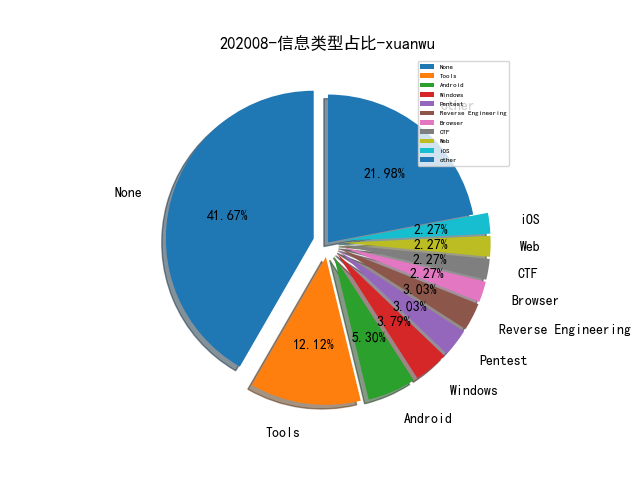 202008-信息类型占比-xuanwu
None
Tools
Android
Windows
Pentest
Reverse Engineering
Browser
CTF
Web
iOS
other
other
21.98%
None
41.67%
iOS
2.27%
Web
2.27%
CTF
2.27%
Browser
2.27%
Reverse Engineering
3.03%
Pentest
3.03%
Windows
3.79%
Android
5.30%
Tools
12.12%